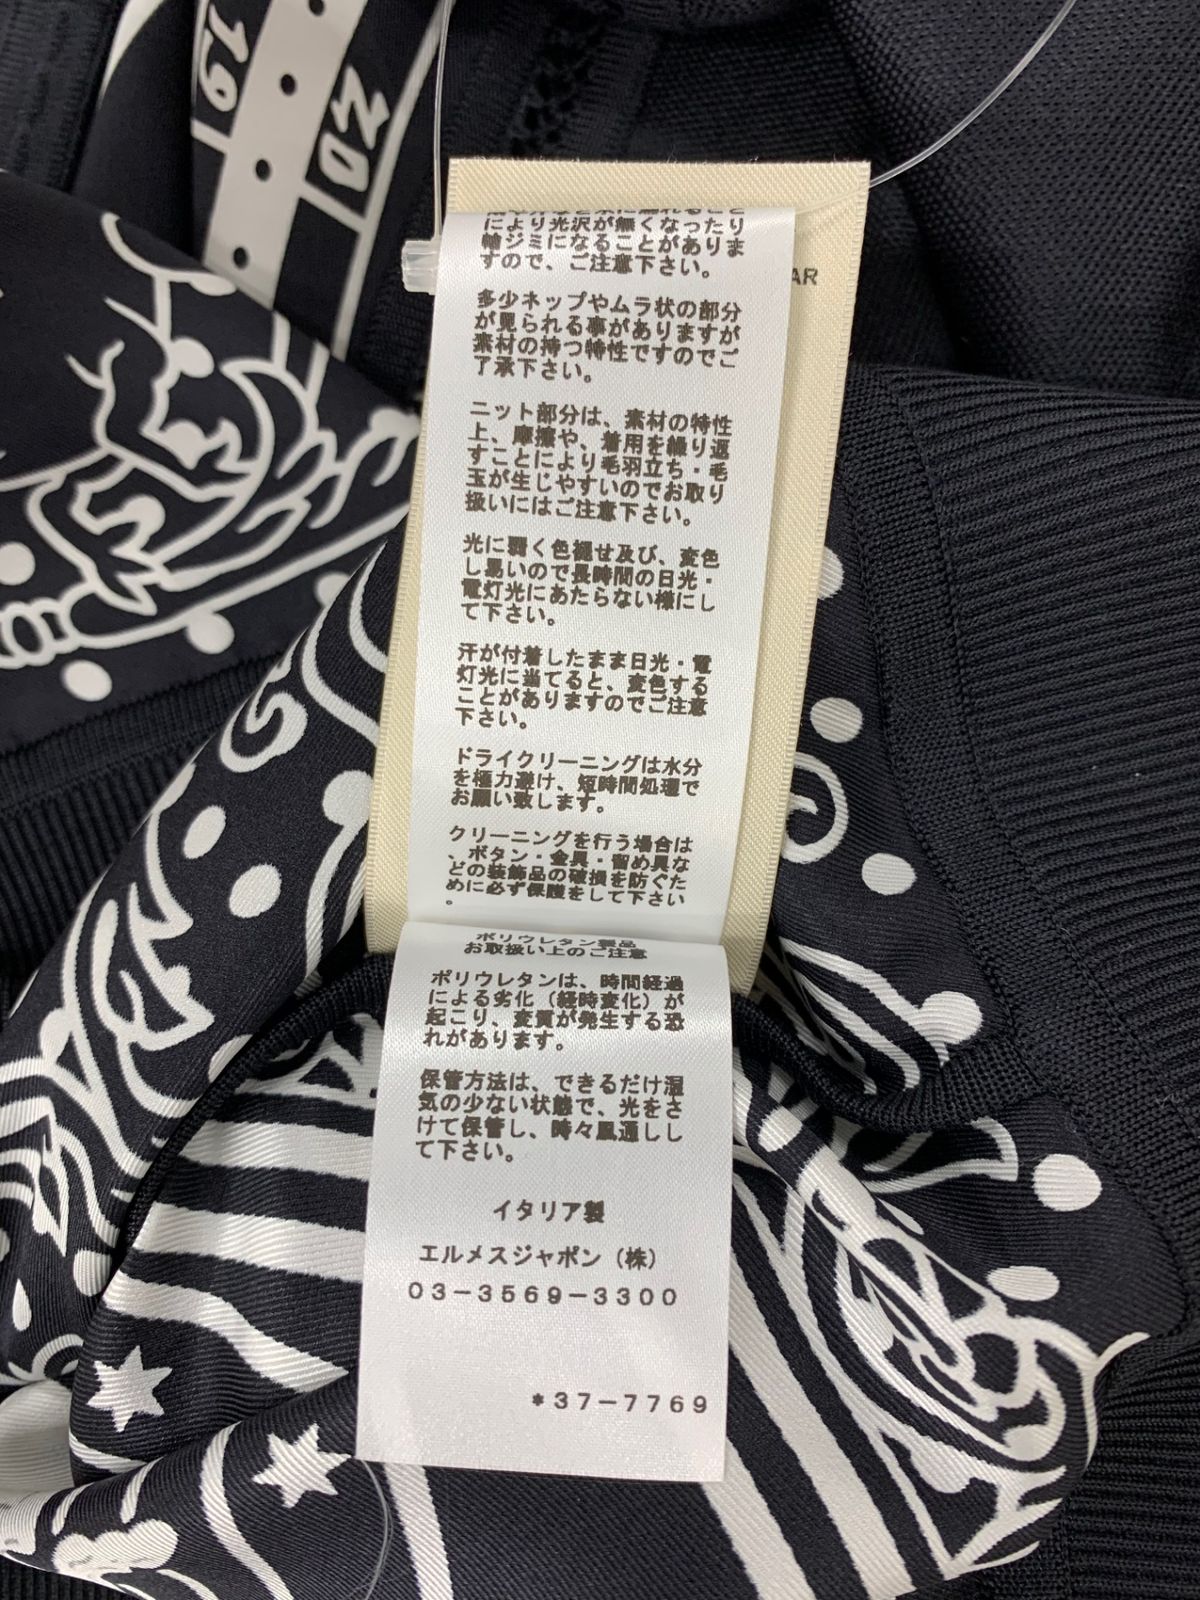 19
20
AR
により光沢が無くなったり
軸ジミになることがありま
すので、ご注意下さい。
多少ネップやムラ状の部分
が見られる事がありますが
素材の持つ特性ですのでご
了承下さい。
ニット部分は、素材の特性
上、摩擦や、着用を繰り返
すことにより毛羽立ち・毛
玉が生じやすいのでお取り
扱いにはご注意下さい。
光に弱く色褪せ及び、変色
し易いので長時間の日光・
電灯光にあたらない様にし
て下さい。
汗が付着したまま日光・電
灯光に当てると、変色する
ことがありますのでご注意
下さい。
ドライクリーニングは水分
を極力避け、短時間処理で
お願い致します。
クリーニングを行う場合は
、ボタン・金具・留め具な
どの装飾品の破損を防ぐた
めに必ず保護をして下さい
。
ポリウレタン製品
お取扱い上のご注意
ポリウレタンは、時間経過
による劣化（経時変化）が
起こり、変質が発生する恐
れがあります。
保管方法は、できるだけ湿
気の少ない状態で、光をさ
けて保管し、時々風通しし
て下さい。
イタリア製
エルメスジャポン（株）
03-3569-3300
*37-7769